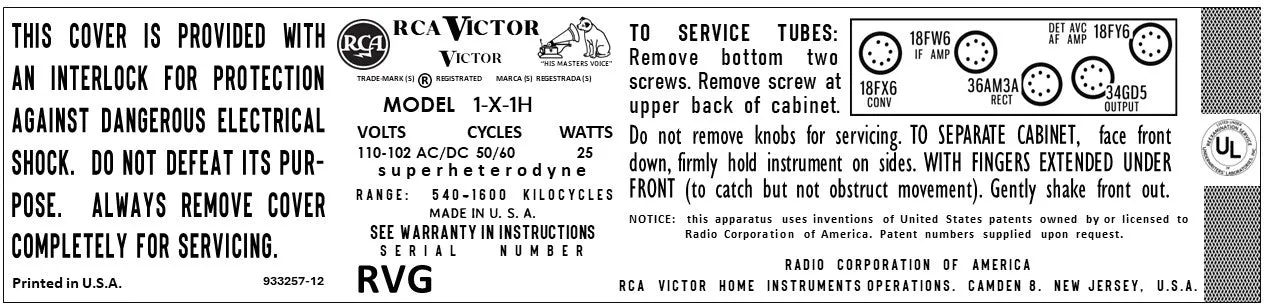 THIS COVER IS PROVIDED WITH
AN INTERLOCK FOR PROTECTION
AGAINST DANGEROUS ELECTRICAL
SHOCK. DO NOT DEFEAT ITS PUR-
POSE. ALWAYS REMOVE COVER
COMPLETELY FOR SERVICING.
Printed in U.S.A. 933257-12
RCA
RCA VICTOR
VICTOR
"HIS MASTERS VOICE"
TRADE-MARK (S) ® REGISTRATED MARCA (S) REGESTRADA (S)
MODEL 1-X-1H
VOLTS CYCLES WATTS
110-102 AC/DC 50/60 25
superheterodyne
RANGE: 540-1600 KILOCYCLES
MADE IN U. S. A.
SEE WARRANTY IN INSTRUCTIONS
SERIAL NUMBER
RVG
TO SERVICE TUBES:
Remove bottom two
screws. Remove screw at
upper back of cabinet.
18FX6
CONV
18FW6
IF AMP
36AM3A
RECT
DET AVC
AF AMP
18FY6
34GD5
OUTPUT
Do not remove knobs for servicing. TO SEPARATE CABINET, face front
down, firmly hold instrument on sides. WITH FINGERS EXTENDED UNDER
FRONT (to catch but not obstruct movement). Gently shake front out.
NOTICE: this apparatus uses inventions of United States patents owned by or licensed to
Radio Corporation of America. Patent numbers supplied upon request.
RADIO CORPORATION OF AMERICA
RCA VICTOR HOME INSTRUMENTS OPERATIONS. CAMDEN 8. NEW JERSEY, U.S.A.
UL